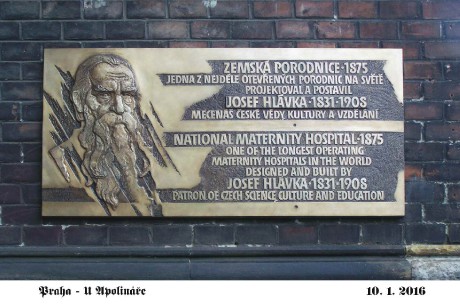 ZEMSKÁ PORODNICE·1875
JEDNA Z NEJDÉLE OTEVŘENÝCH PORODNIC NA SVĚTĚ
PROJEKTOVAL A POSTAVIL
JOSEF HLÁVKA·1831-1908
MECENÁŠ ČESKÉ VĚDY, KULTURY A VZDĚLÁNÍ
NATIONAL MATERNITY HOSPITAL·1875
ONE OF THE LONGEST OPERATING
MATERNITY HOSPITALS IN THE WORLD
DESIGNED AND BUILT BY
JOSEF HLÁVKA·1831-1908
PATRON OF CZECH SCIENCE, CULTURE AND EDUCATION
Praha - U Apolináře
10. 1. 2016